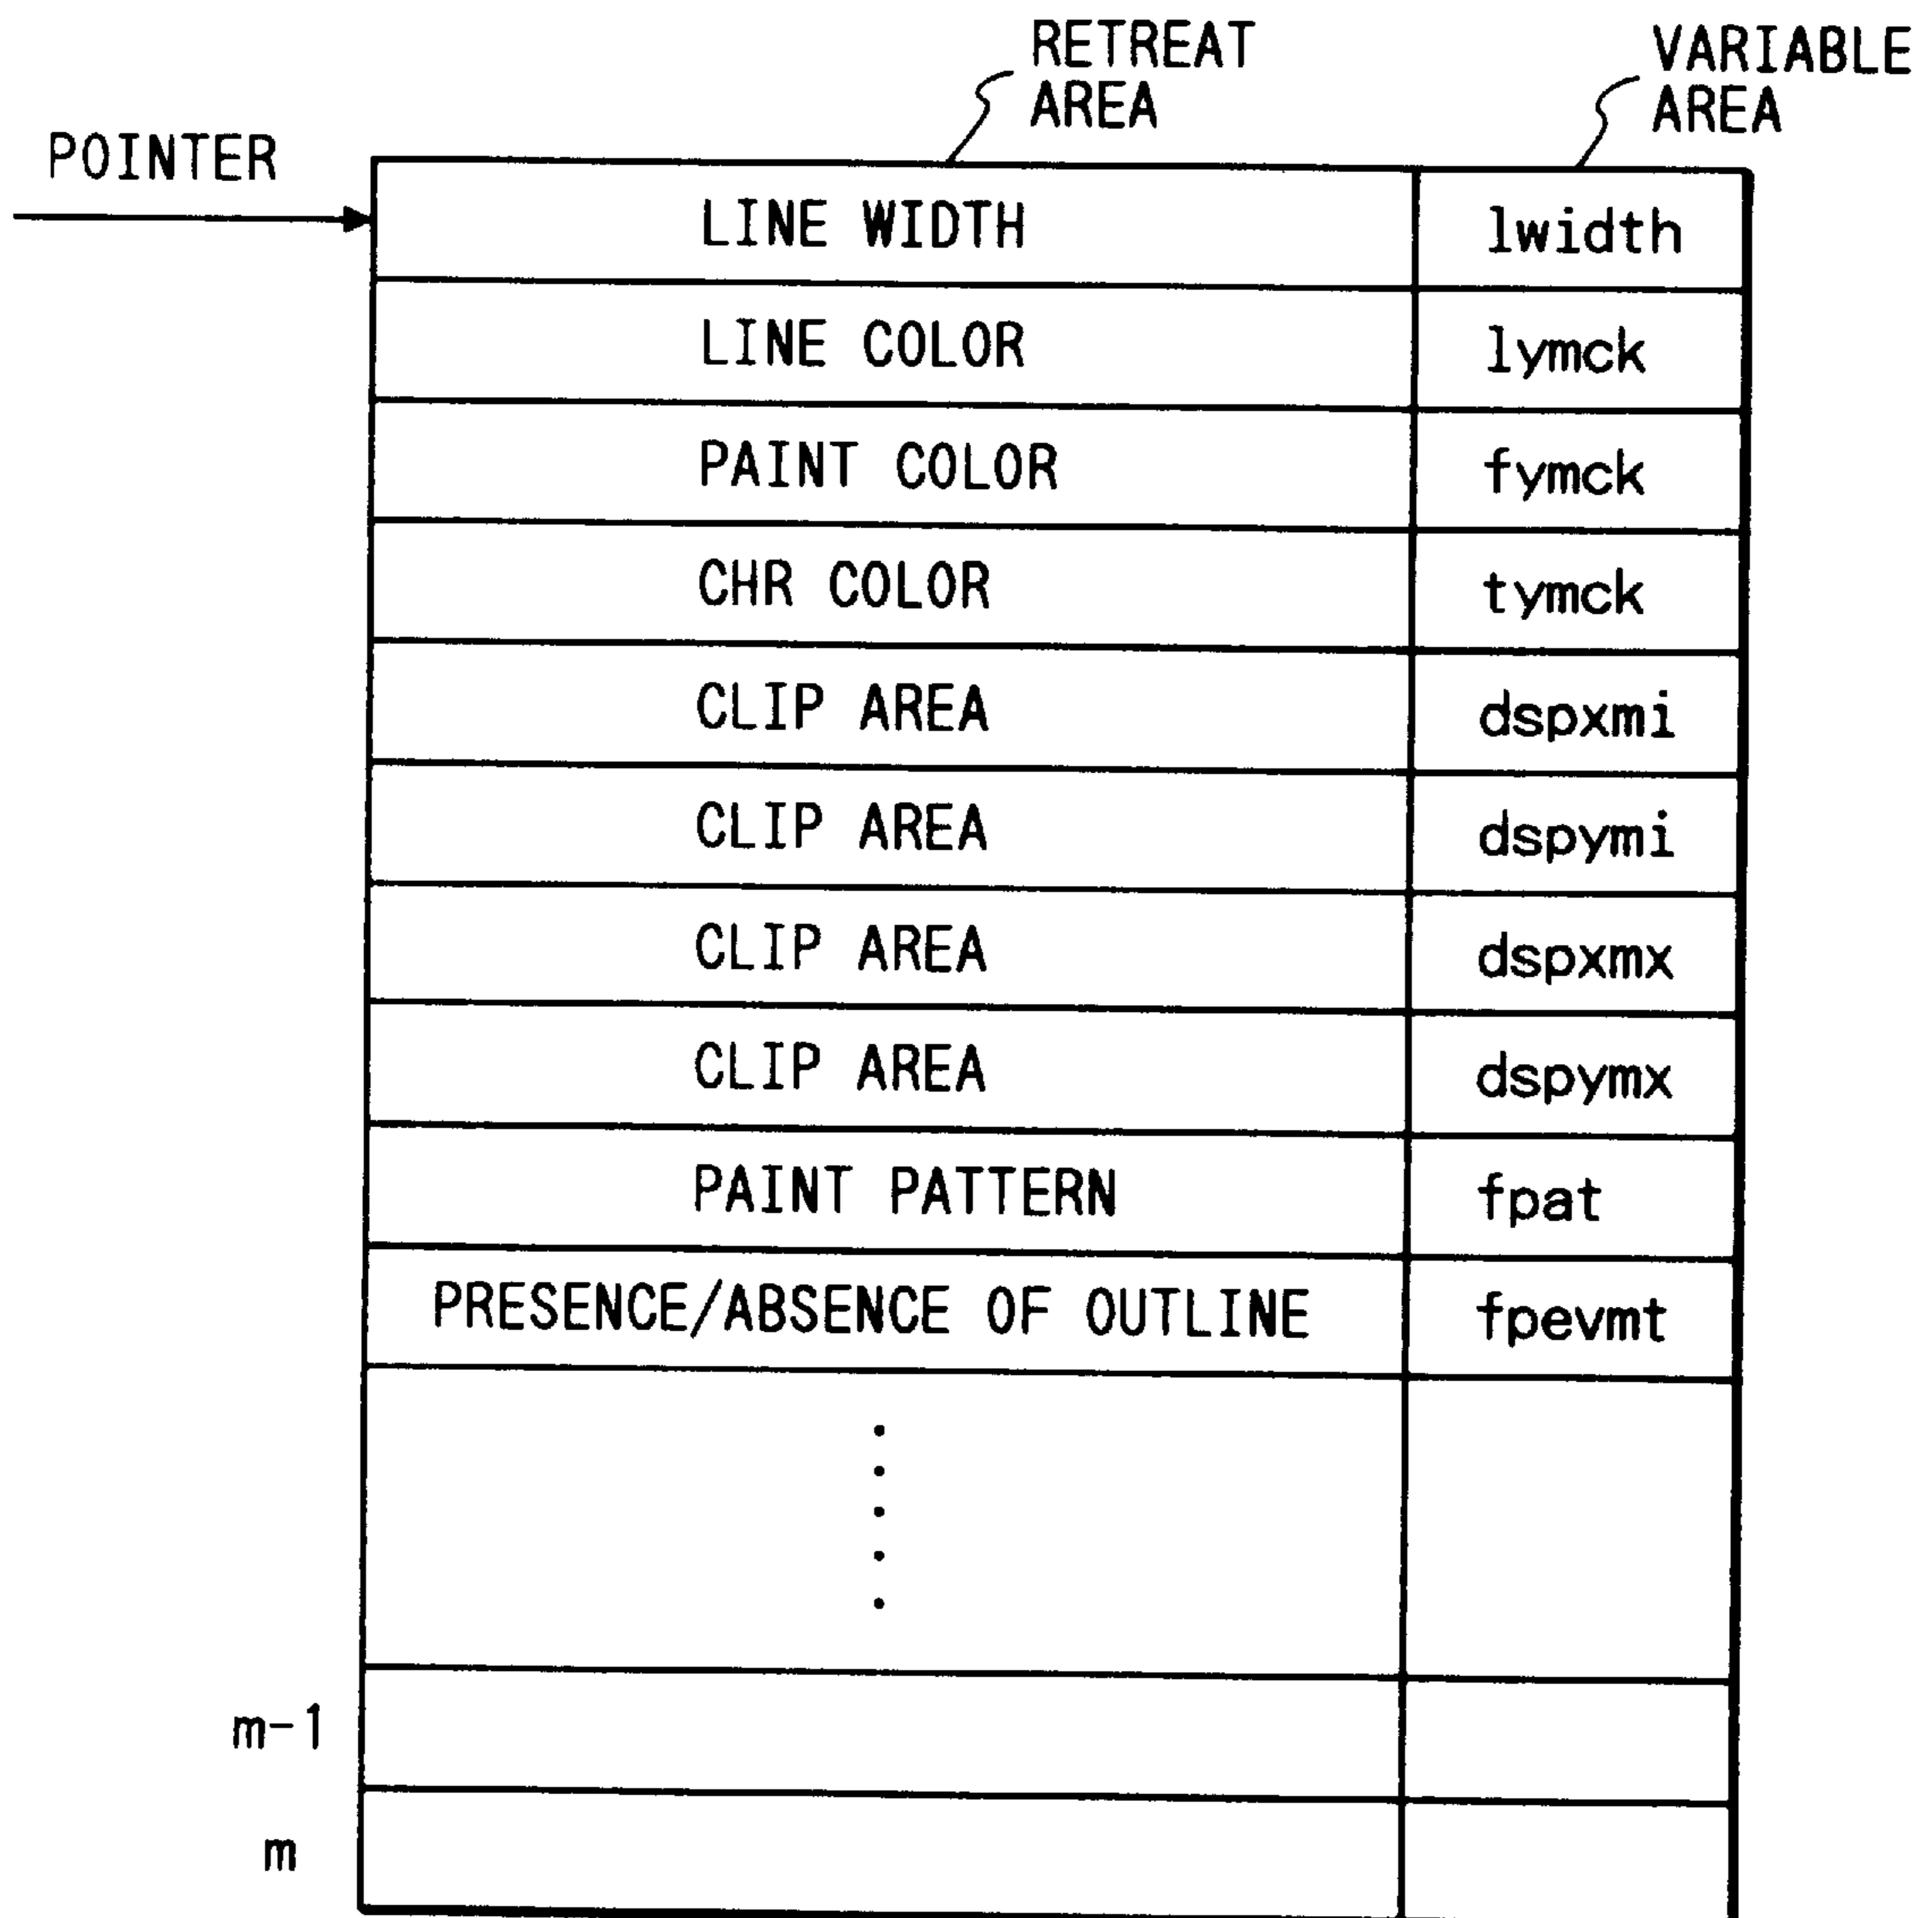 RETREAT
AREA
VARIABLE
AREA
POINTER
LINE WIDTH lwidth
LINE COLOR lymck
PAINT COLOR fymck
CHR COLOR tymck
CLIP AREA dspxmi
CLIP AREA dspymi
CLIP AREA dspxmx
CLIP AREA dspymx
PAINT PATTERN fpat
PRESENCE/ABSENCE OF OUTLINE fpevmt
m-1
m